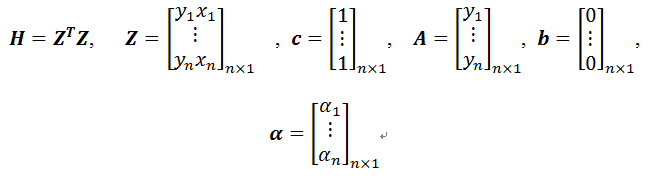 H = Z^T Z, Z = [y_1 x_1 ⋮ y_n x_n]_{n×1} , c = [1 ⋮ 1]_{n×1}, A = [y_1 ⋮ y_n]_{n×1}, b = [0 ⋮ 0]_{n×1},
α = [α_1 ⋮ α_n]_{n×1} ↵